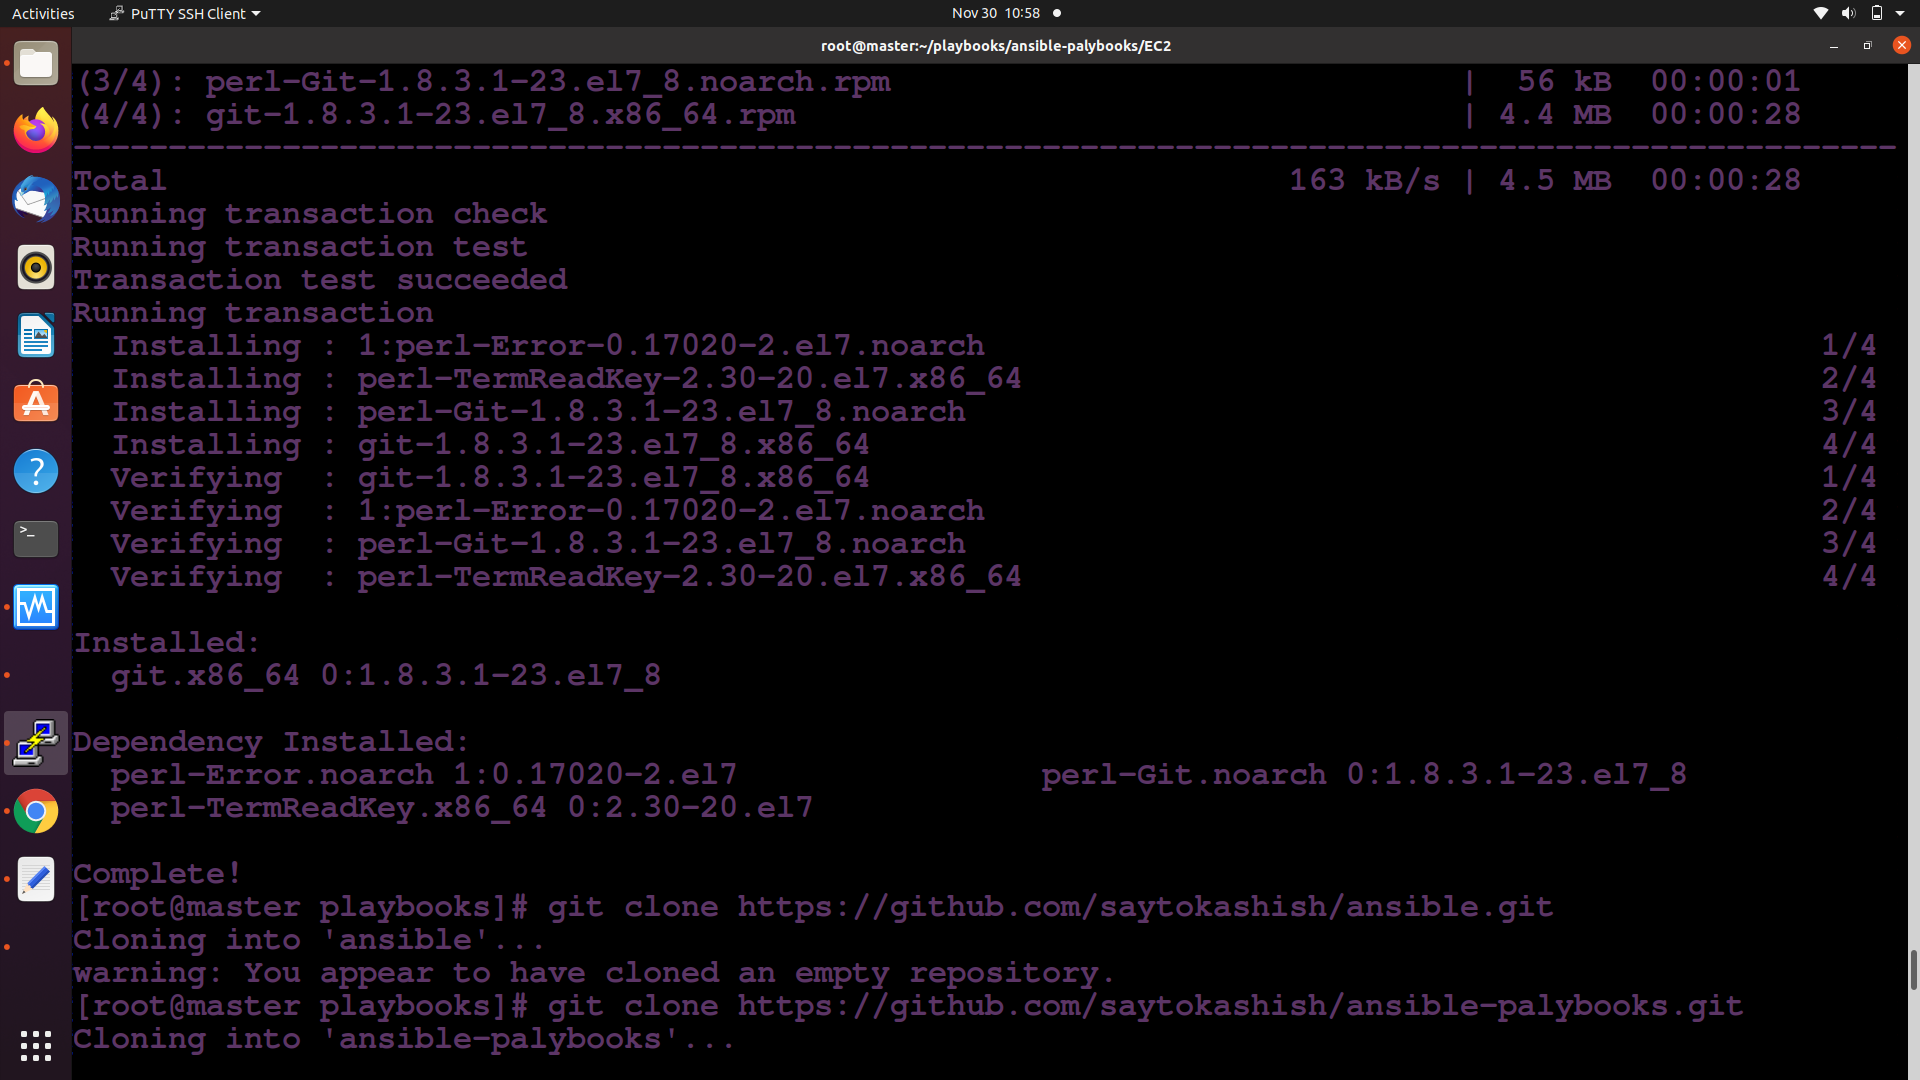 Activities PuTTY SSH Client Nov 30 10:58
root@master:~/playbooks/ansible-palybooks/EC2
(3/4): perl-Git-1.8.3.1-23.el7_8.noarch.rpm | 56 kB 00:00:01
(4/4): git-1.8.3.1-23.el7_8.x86_64.rpm | 4.4 MB 00:00:28
--------------------------------------------------------------------------------
Total 163 kB/s | 4.5 MB 00:00:28
Running transaction check
Running transaction test
Transaction test succeeded
Running transaction
Installing : 1:perl-Error-0.17020-2.el7.noarch 1/4
Installing : perl-TermReadKey-2.30-20.el7.x86_64 2/4
Installing : perl-Git-1.8.3.1-23.el7_8.noarch 3/4
Installing : git-1.8.3.1-23.el7_8.x86_64 4/4
Verifying : git-1.8.3.1-23.el7_8.x86_64 1/4
Verifying : 1:perl-Error-0.17020-2.el7.noarch 2/4
Verifying : perl-Git-1.8.3.1-23.el7_8.noarch 3/4
Verifying : perl-TermReadKey-2.30-20.el7.x86_64 4/4
Installed:
git.x86_64 0:1.8.3.1-23.el7_8
Dependency Installed:
perl-Error.noarch 1:0.17020-2.el7 perl-Git.noarch 0:1.8.3.1-23.el7_8
perl-TermReadKey.x86_64 0:2.30-20.el7
Complete!
[root@master playbooks]# git clone https://github.com/saytokashish/ansible.git
Cloning into 'ansible'...
warning: You appear to have cloned an empty repository.
[root@master playbooks]# git clone https://github.com/saytokashish/ansible-palybooks.git
Cloning into 'ansible-palybooks'...